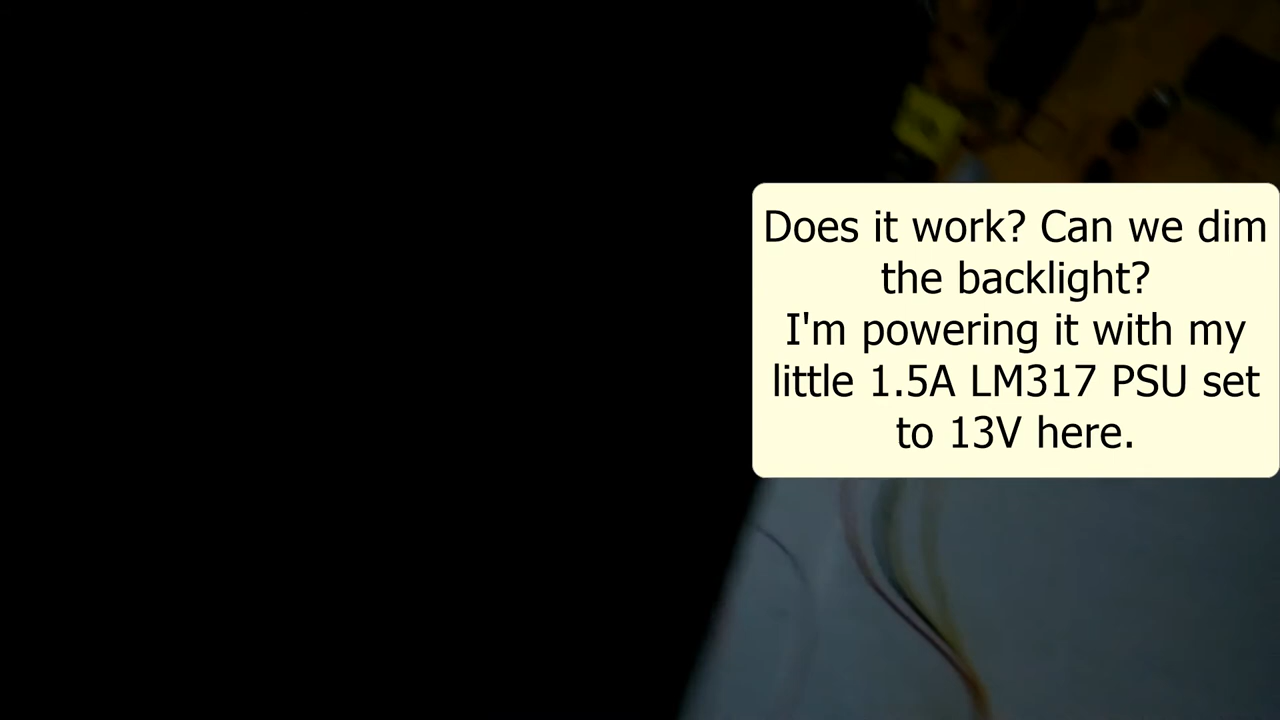 Does it work? Can we dim
the backlight?
I'm powering it with my
little 1.5A LM317 PSU set
to 13V here.